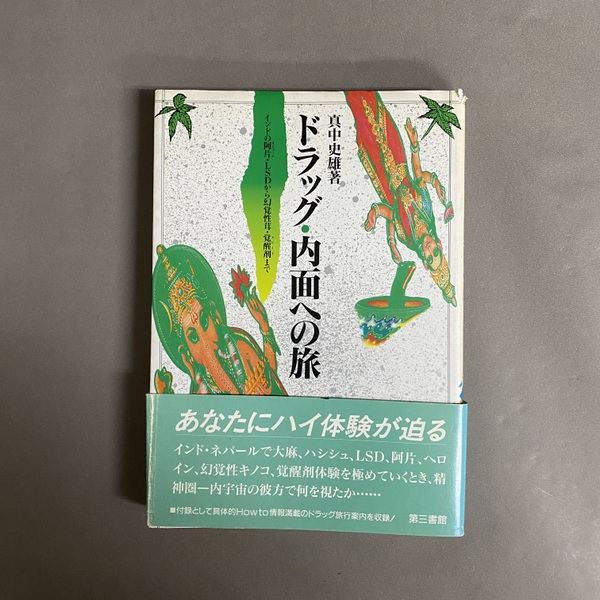 真中史雄著
ドラッグ・内面への旅
インドの阿片・LSDから幻覚性茸・覚醒剤まで
あなたにハイ体験が迫る
インド・ネパールで大麻、ハシシュ、LSD、阿片、ヘロ
イン、幻覚性キノコ、覚醒剤体験を極めていくとき、精
神圏―内宇宙の彼方で何を視たか……
■付録として具体的How to情報満載のドラッグ旅行案内を収録!
第三書館